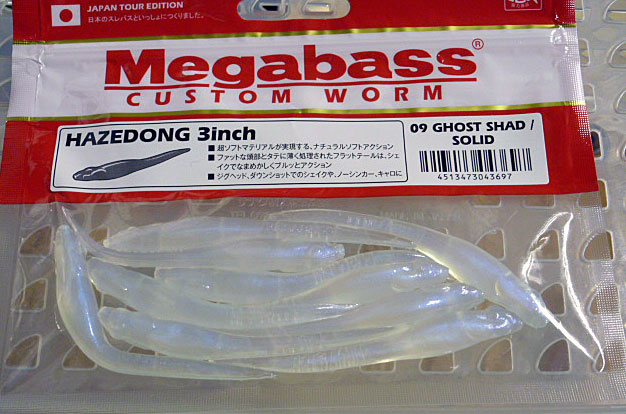 JAPAN TOUR EDITION
日本のスレバスといっしょにつくりました。
Megabass®
CUSTOM WORM
HAZEDONG 3inch
■超ソフトマテリアルが実現する、ナチュラルソフトアクション
■ファットな頭部とタテに薄く処理されたフラットテールは、シェイクでなまめかしくプルッとアクション
■ジグヘッド、ダウンショットでのシェイクや、ノーシンカー、キャロに
09 GHOST SHAD /
SOLID
4513473043697